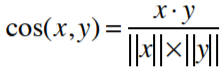 cos(x, y) = x · y / ||x|| × ||y||